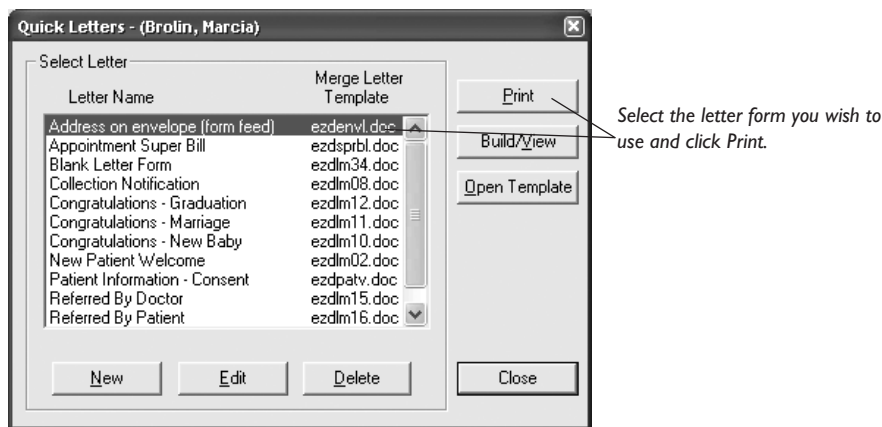 Quick Letters - (Brolin, Marcia)
Select Letter
Letter Name
Merge Letter
Template
Address on envelope (form feed) ezdenvl.doc
Appointment Super Bill ezdsprbl.doc
Blank Letter Form ezdlm34.doc
Collection Notification ezdlm08.doc
Congratulations - Graduation ezdlm12.doc
Congratulations - Marriage ezdlm11.doc
Congratulations - New Baby ezdlm10.doc
New Patient Welcome ezdlm02.doc
Patient Information - Consent ezdpatv.doc
Referred By Doctor ezdlm15.doc
Referred By Patient ezdlm16.doc
New Edit Delete
Print
Build/View
Open Template
Close
Select the letter form you wish to
use and click Print.